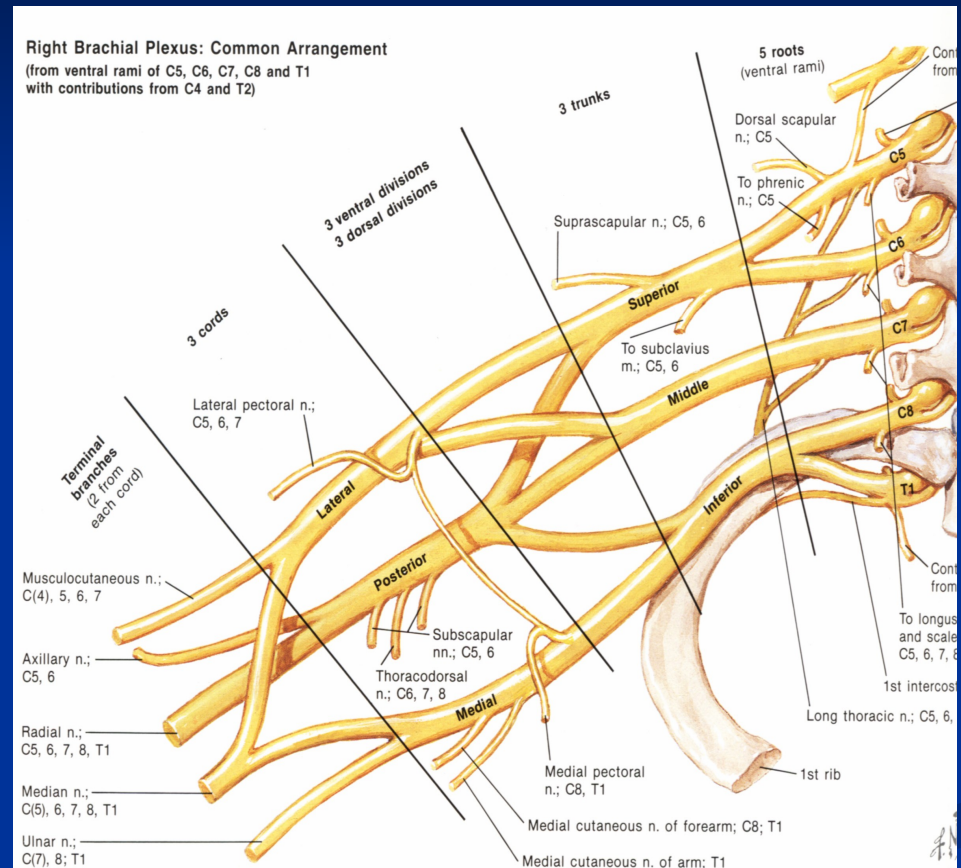 Right Brachial Plexus: Common Arrangement
(from ventral rami of C5, C6, C7, C8 and T1
with contributions from C4 and T2)
5 roots
(ventral rami)
3 trunks
3 ventral divisions
3 dorsal divisions
3 cords
Terminal
branches
(2 from
each cord)
Dorsal scapular
n.; C5
To phrenic
n.; C5
Suprascapular n.; C5, 6
To subclavius
m.; C5, 6
C5
C6
C7
C8
T1
Superior
Middle
Inferior
Lateral pectoral n.;
C5, 6, 7
Lateral
Posterior
Medial
Musculocutaneous n.;
C(4), 5, 6, 7
Axillary n.;
C5, 6
Radial n.;
C5, 6, 7, 8, T1
Median n.;
C(5), 6, 7, 8, T1
Ulnar n.;
C(7), 8; T1
Subscapular
nn.; C5, 6
Thoracodorsal
n.; C6, 7, 8
Medial pectoral
n.; C8, T1
Medial cutaneous n. of forearm; C8; T1
Medial cutaneous n. of arm; T1
1st rib
Long thoracic n.; C5, 6,
1st intercost
To longus
and scale
C5, 6, 7, 8
Cont
from
Cont
from